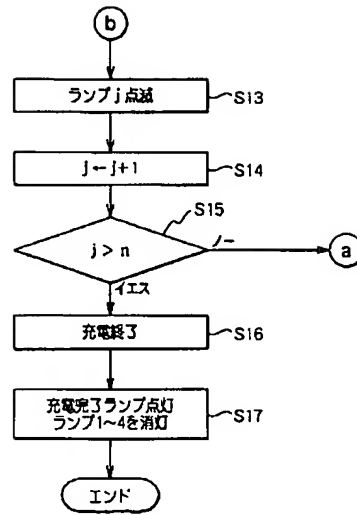 b
ランプj点滅
S13
j←j+1
S14
S15
j>n
ノー
a
イエス
充電終了
S16
充電完了ランプ点灯
ランプ1~4を消灯
S17
エンド